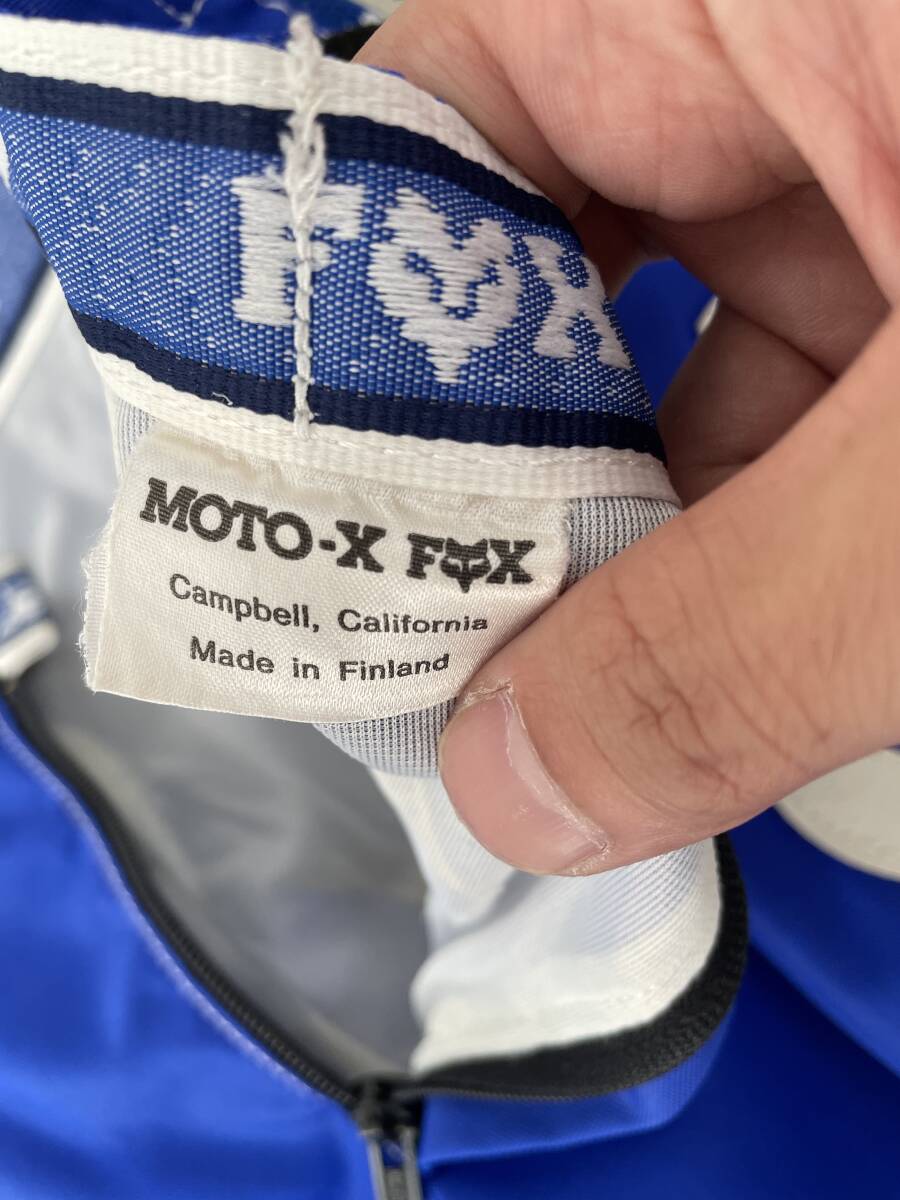 FOX
MOTO-X FOX
Campbell, California
Made in Finland